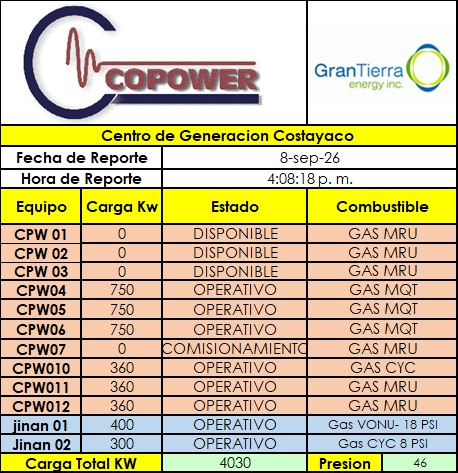 COPOWER
GranTierra
energy inc.
Centro de Generacion Costayaco
Fecha de Reporte 8-sep-26
Hora de Reporte 4:08:18 p. m.
Equipo Carga Kw Estado Combustible
CPW 01 0 DISPONIBLE GAS MRU
CPW 02 0 DISPONIBLE GAS MRU
CPW 03 0 DISPONIBLE GAS MRU
CPW04 750 OPERATIVO GAS MQT
CPW05 750 OPERATIVO GAS MQT
CPW06 750 OPERATIVO GAS MQT
CPW07 0 COMISIONAMIENTO GAS MRU
CPW010 360 OPERATIVO GAS CYC
CPW011 360 OPERATIVO GAS MRU
CPW012 360 OPERATIVO GAS MRU
jinan 01 400 OPERATIVO Gas VONU- 18 PSI
Jinan 02 300 OPERATIVO Gas CYC 8 PSI
Carga Total KW 4030 Presion 46